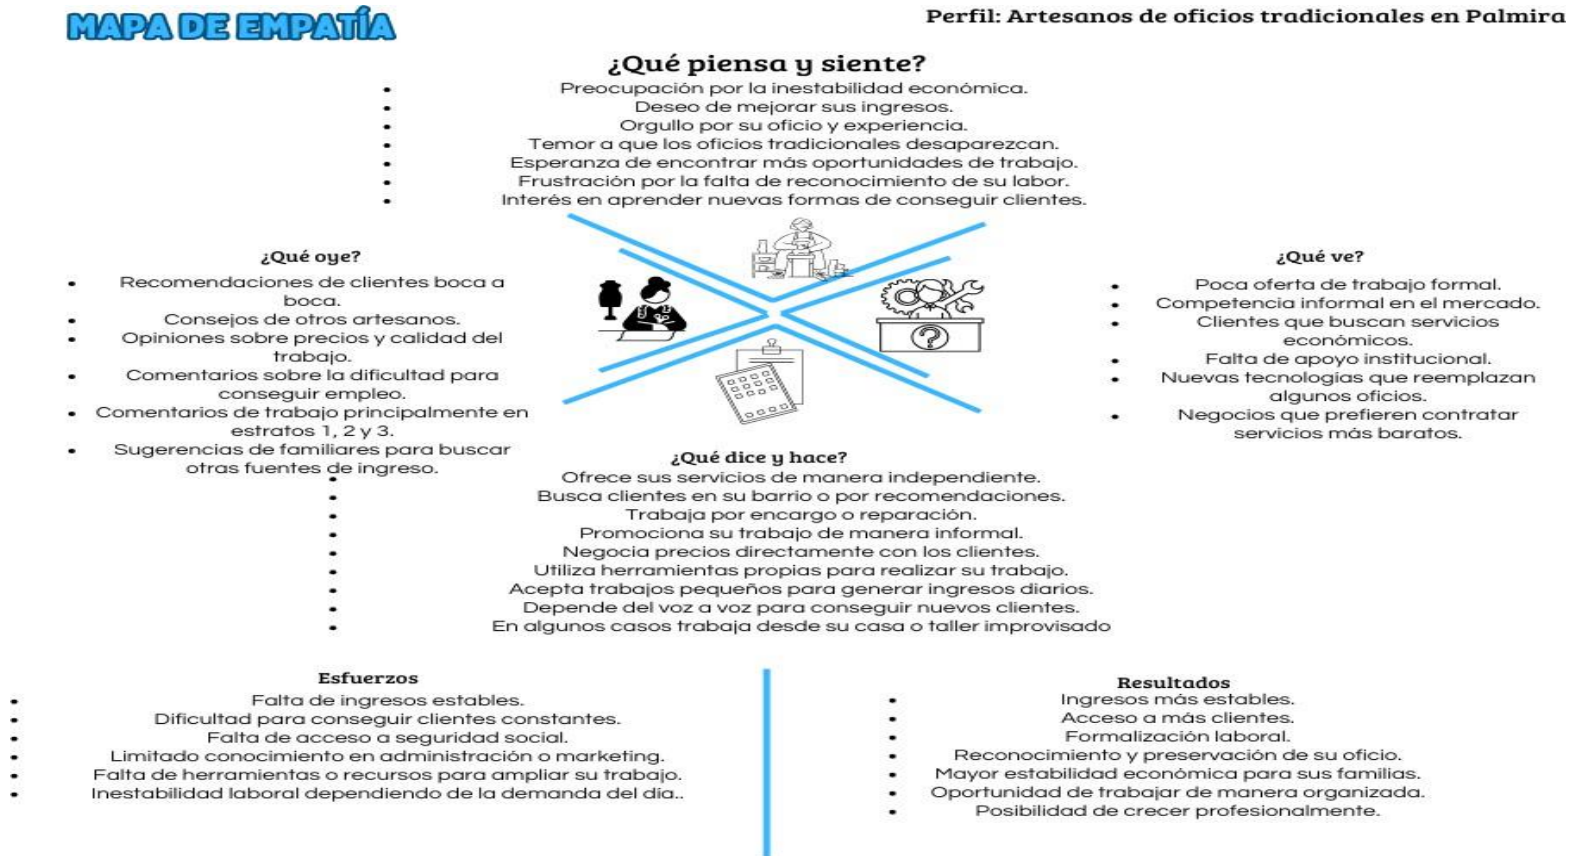 MAPA DE EMPATÍA
Perfil: Artesanos de oficios tradicionales en Palmira
¿Qué piensa y siente?
• Preocupación por la inestabilidad económica.
• Deseo de mejorar sus ingresos.
• Orgullo por su oficio y experiencia.
• Temor a que los oficios tradicionales desaparezcan.
• Esperanza de encontrar más oportunidades de trabajo.
• Frustración por la falta de reconocimiento de su labor.
• Interés en aprender nuevas formas de conseguir clientes.
¿Qué oye?
• Recomendaciones de clientes boca a
boca.
• Consejos de otros artesanos.
• Opiniones sobre precios y calidad del
trabajo.
• Comentarios sobre la dificultad para
conseguir empleo.
• Comentarios de trabajo principalmente en
estratos 1, 2 y 3.
• Sugerencias de familiares para buscar
otras fuentes de ingreso.
¿Qué ve?
• Poca oferta de trabajo formal.
• Competencia informal en el mercado.
• Clientes que buscan servicios
económicos.
• Falta de apoyo institucional.
• Nuevas tecnologías que reemplazan
algunos oficios.
• Negocios que prefieren contratar
servicios más baratos.
?
¿Qué dice y hace?
• Ofrece sus servicios de manera independiente.
• Busca clientes en su barrio o por recomendaciones.
• Trabaja por encargo o reparación.
• Promociona su trabajo de manera informal.
• Negocia precios directamente con los clientes.
• Utiliza herramientas propias para realizar su trabajo.
• Acepta trabajos pequeños para generar ingresos diarios.
• Depende del voz a voz para conseguir nuevos clientes.
• En algunos casos trabaja desde su casa o taller improvisado
Esfuerzos
• Falta de ingresos estables.
• Dificultad para conseguir clientes constantes.
• Falta de acceso a seguridad social.
• Limitado conocimiento en administración o marketing.
• Falta de herramientas o recursos para ampliar su trabajo.
• Inestabilidad laboral dependiendo de la demanda del día..
Resultados
• Ingresos más estables.
• Acceso a más clientes.
• Formalización laboral.
• Reconocimiento y preservación de su oficio.
• Mayor estabilidad económica para sus familias.
• Oportunidad de trabajar de manera organizada.
• Posibilidad de crecer profesionalmente.